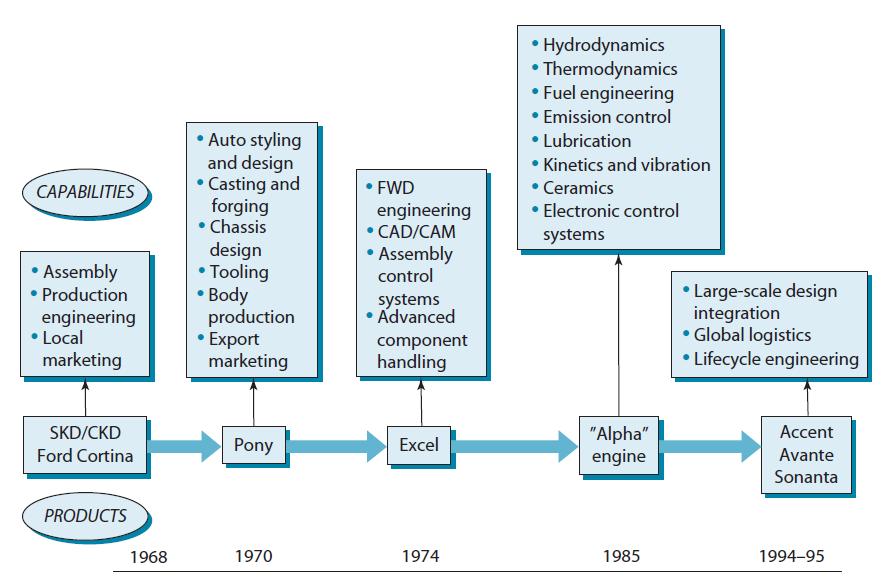 CAPABILITIES
• Assembly
• Production
engineering
• Local
marketing
• Auto styling
and design
• Casting and
forging
• Chassis
design
• Tooling
• Body
production
• Export
marketing
• FWD
engineering
• CAD/CAM
• Assembly
control
systems
• Advanced
component
handling
• Hydrodynamics
• Thermodynamics
• Fuel engineering
• Emission control
• Lubrication
• Kinetics and vibration
• Ceramics
• Electronic control
systems
• Large-scale design
integration
• Global logistics
• Lifecycle engineering
SKD/CKD
Ford Cortina
Pony
Excel
"Alpha"
engine
Accent
Avante
Sonanta
PRODUCTS
1968 1970 1974 1985 1994–95